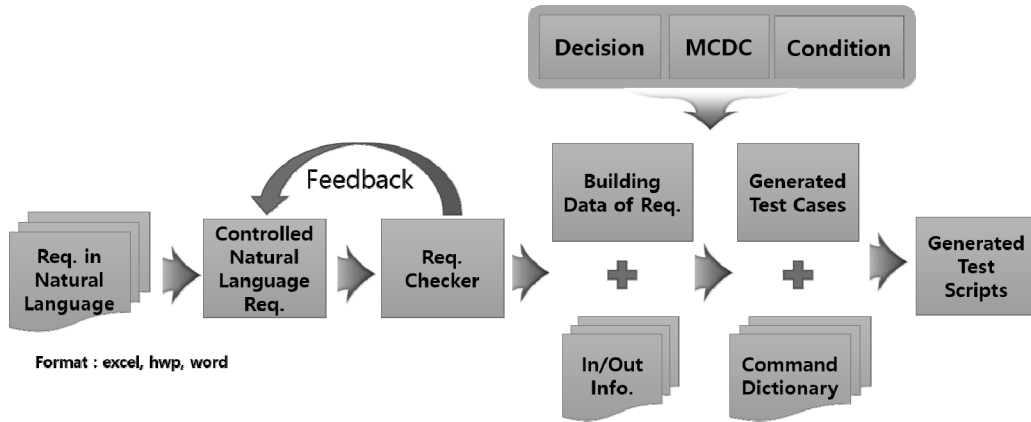 Decision
MCDC
Condition
Feedback
Building
Data of Req.
Generated
Test Cases
Req. in
Natural
Language
Controlled
Natural
Language
Req.
Req.
Checker
Generated
Test
Scripts
Format : excel, hwp, word
In/Out
Info.
Command
Dictionary